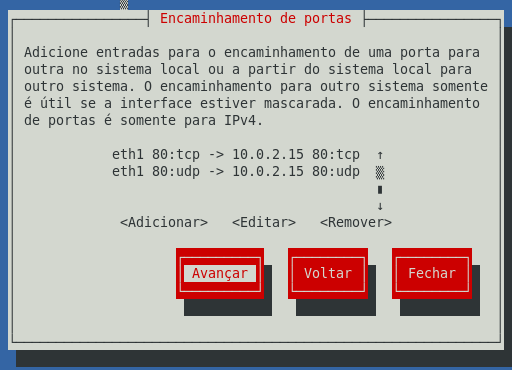 Encaminhamento de portas
Adicione entradas para o encaminhamento de uma porta para
outra no sistema local ou a partir do sistema local para
outro sistema. O encaminhamento para outro sistema somente
é útil se a interface estiver mascarada. O encaminhamento
de portas é somente para IPv4.
eth1 80:tcp -> 10.0.2.15 80:tcp ↑
eth1 80:udp -> 10.0.2.15 80:udp
↓
<Adicionar> <Editar> <Remover>
Avançar Voltar Fechar